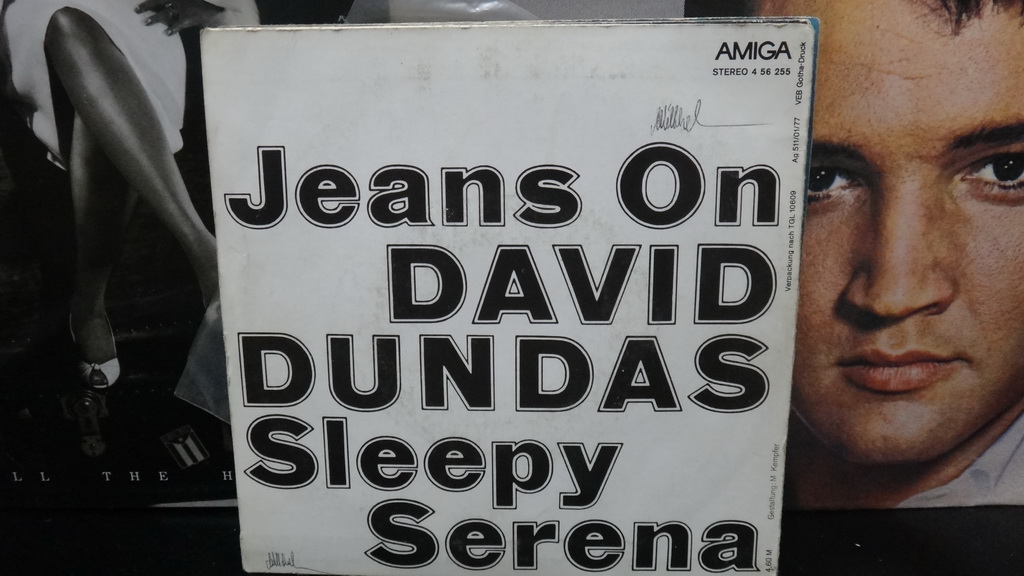 AMIGA
STEREO 4 56 255
Jeans On
DAVID
DUNDAS
Sleepy
Serena
Verpackung nach TGL 10609
Ag 511/01/77
VEB Gotha-Druck
Gestaltung: M. Kempfer
4,60 M
LL THE H